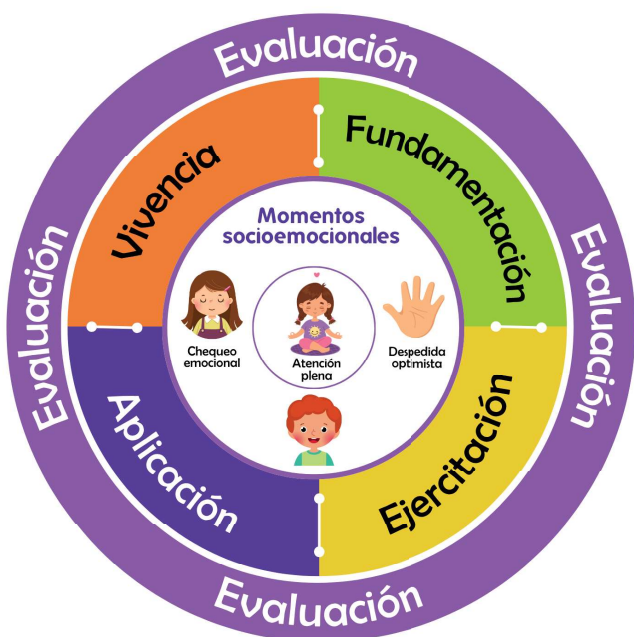 Evaluación
Vivencia
Fundamentación
Momentos
socioemocionales
Evaluación
Evaluación
Chequeo
emocional
Atención
plena
Despedida
optimista
Aplicación
Ejercitación
Evaluación